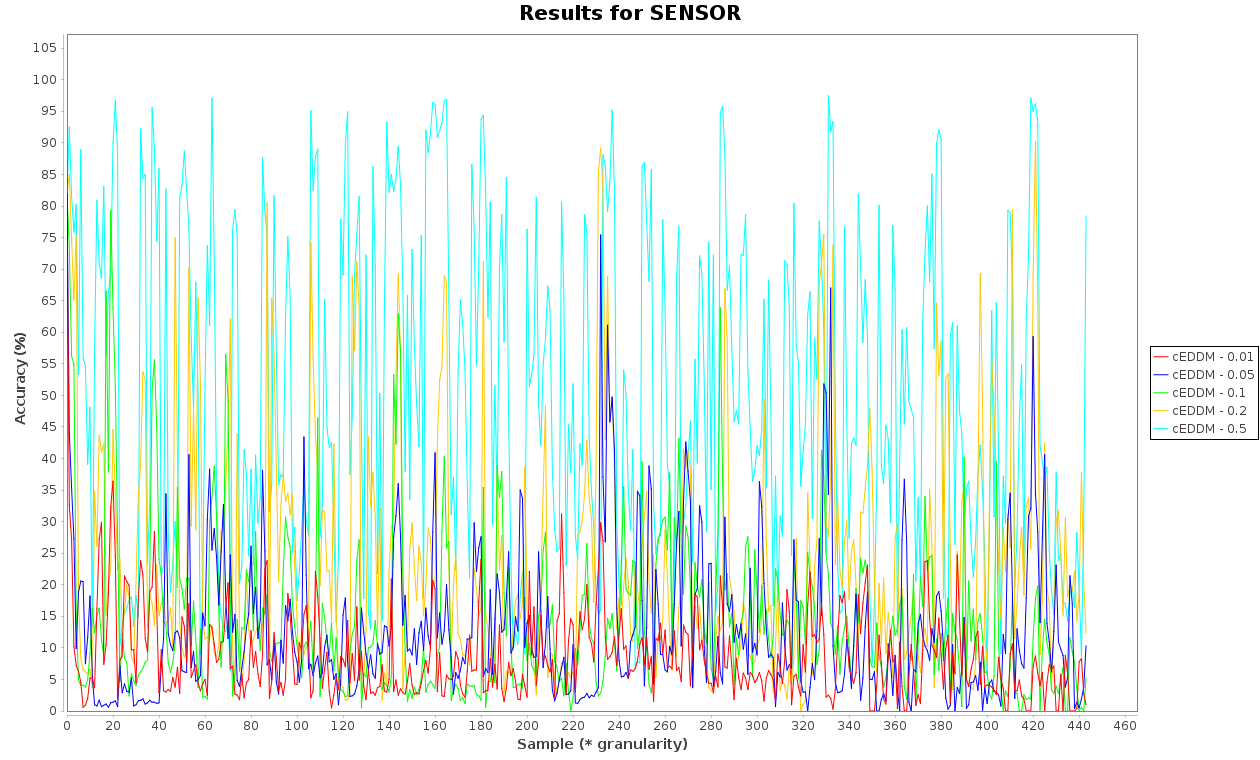 Results for SENSOR
105
100
95
90
85
80
75
70
65
60
55
50
45
40
35
30
25
20
15
10
5
0
Accuracy (%)
0 20 40 60 80 100 120 140 160 180 200 220 240 260 280 300 320 340 360 380 400 420 440 460
Sample (* granularity)
cEDDM - 0.01
cEDDM - 0.05
cEDDM - 0.1
cEDDM - 0.2
cEDDM - 0.5